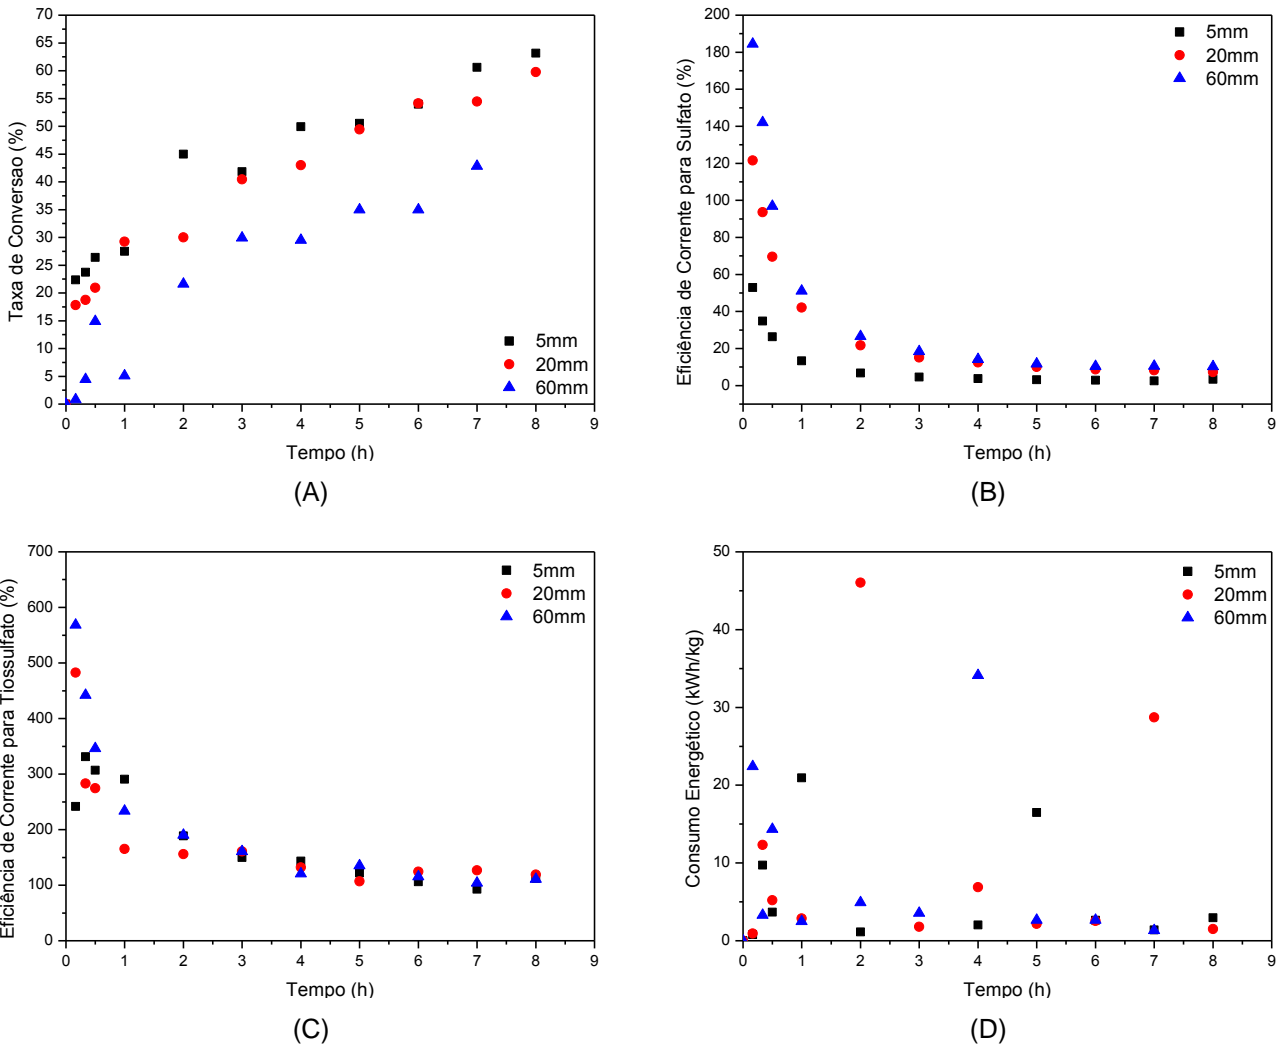 70
65
60
55
50
45
40
35
30
25
20
15
10
5
0
Taxa de Conversao (%)
5mm
20mm
60mm
0 1 2 3 4 5 6 7 8 9
Tempo (h)
(A)
200
180
160
140
120
100
80
60
40
20
0
Eficiência de Corrente para Sulfato (%)
5mm
20mm
60mm
0 1 2 3 4 5 6 7 8 9
Tempo (h)
(B)
700
600
500
400
300
200
100
0
Eficiência de Corrente para Tiossulfato (%)
5mm
20mm
60mm
0 1 2 3 4 5 6 7 8 9
Tempo (h)
(C)
50
40
30
20
10
0
Consumo Energético (kWh/kg)
5mm
20mm
60mm
0 1 2 3 4 5 6 7 8 9
Tempo (h)
(D)